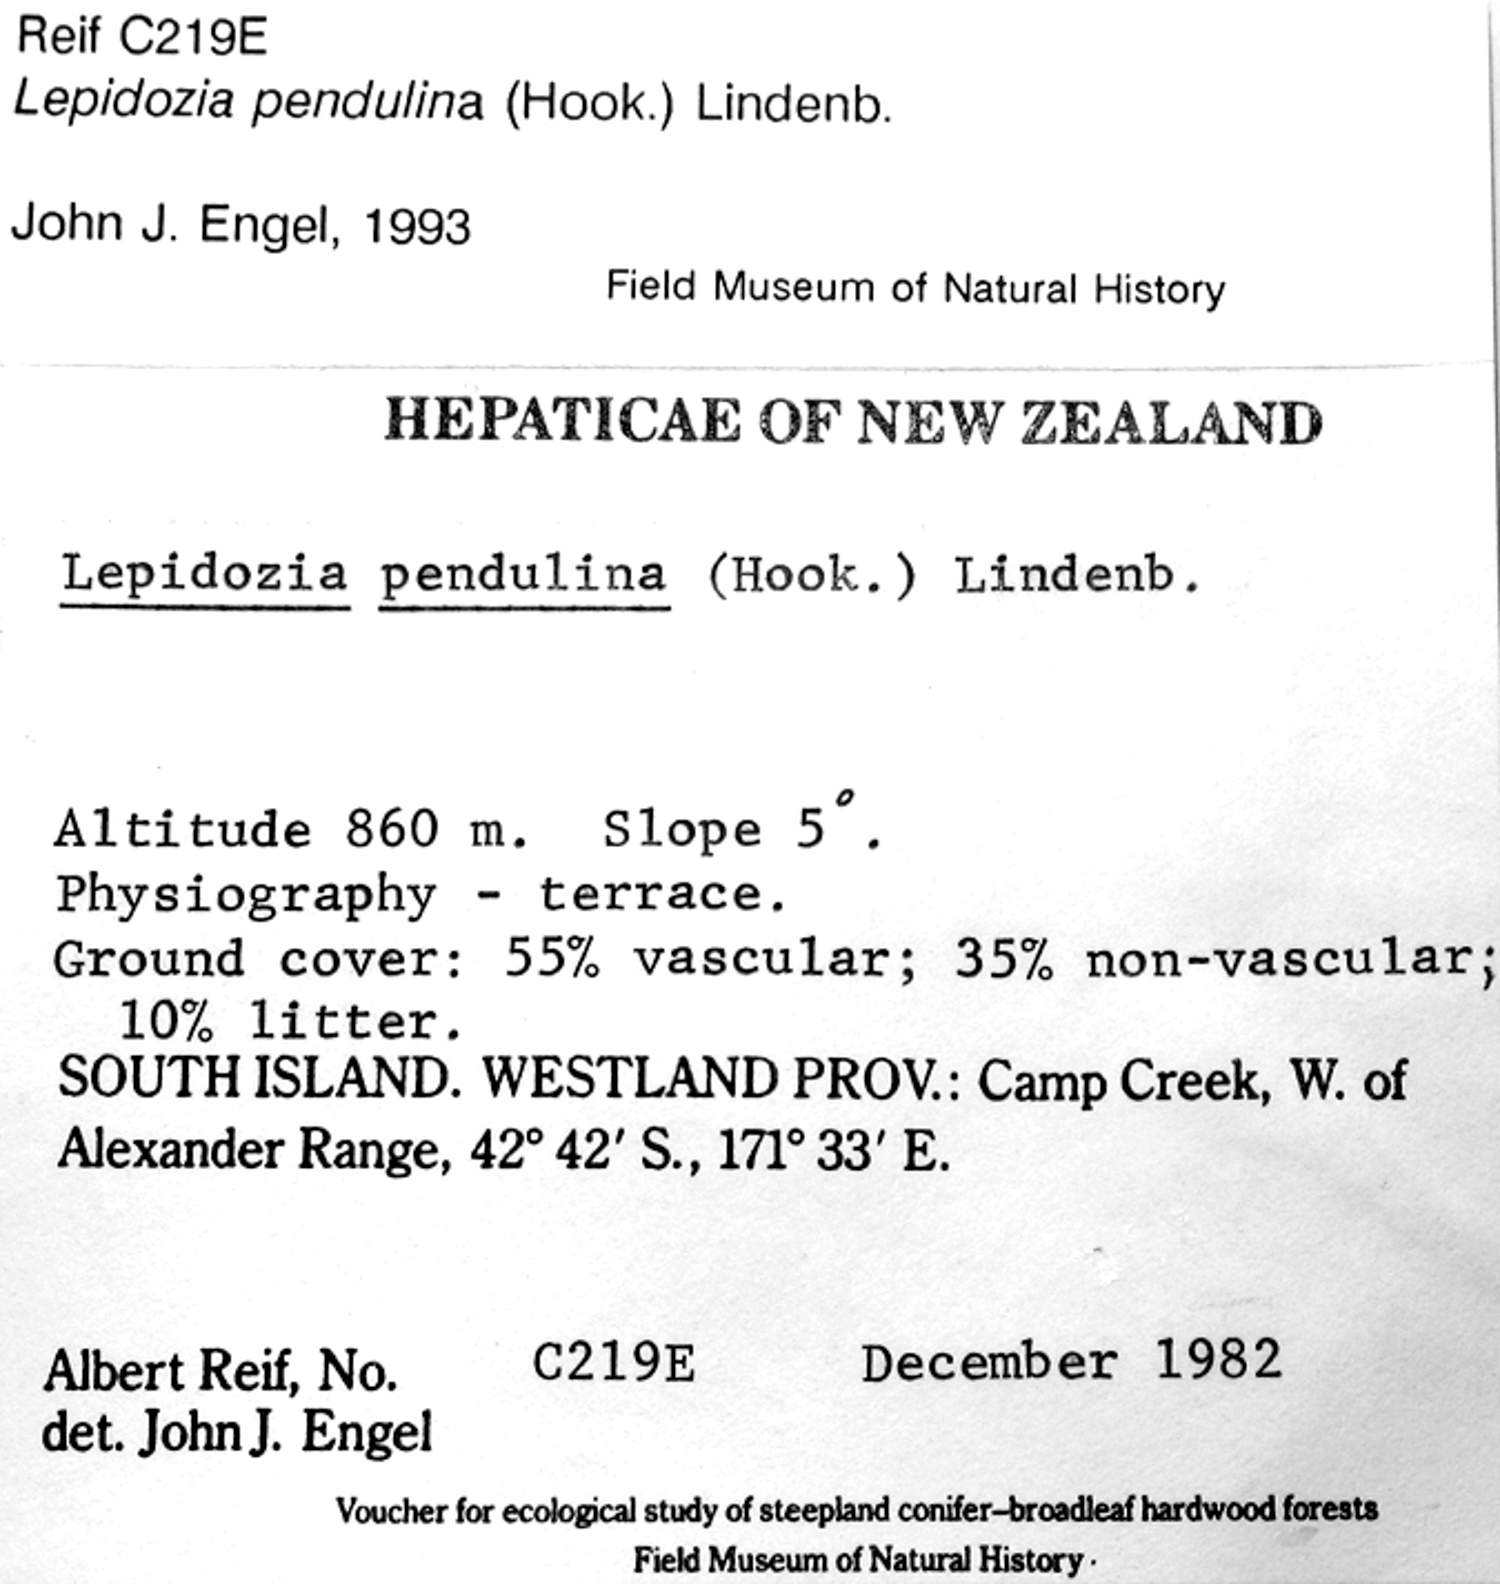 Reif C219E
Lepidozia pendulina (Hook.) Lindenb.
John J. Engel, 1993
Field Museum of Natural History
HEPATICAE OF NEW ZEALAND
Lepidozia pendulina (Hook.) Lindenb.
Altitude 860 m. Slope 5°.
Physiography - terrace.
Ground cover: 55% vascular; 35% non-vascular;
10% litter.
SOUTH ISLAND. WESTLAND PROV.: Camp Creek, W. of
Alexander Range, 42° 42′ S., 171° 33′ E.
Albert Reif, No. C219E December 1982
det. John J. Engel
Voucher for ecological study of steepland conifer–broadleaf hardwood forests
Field Museum of Natural History